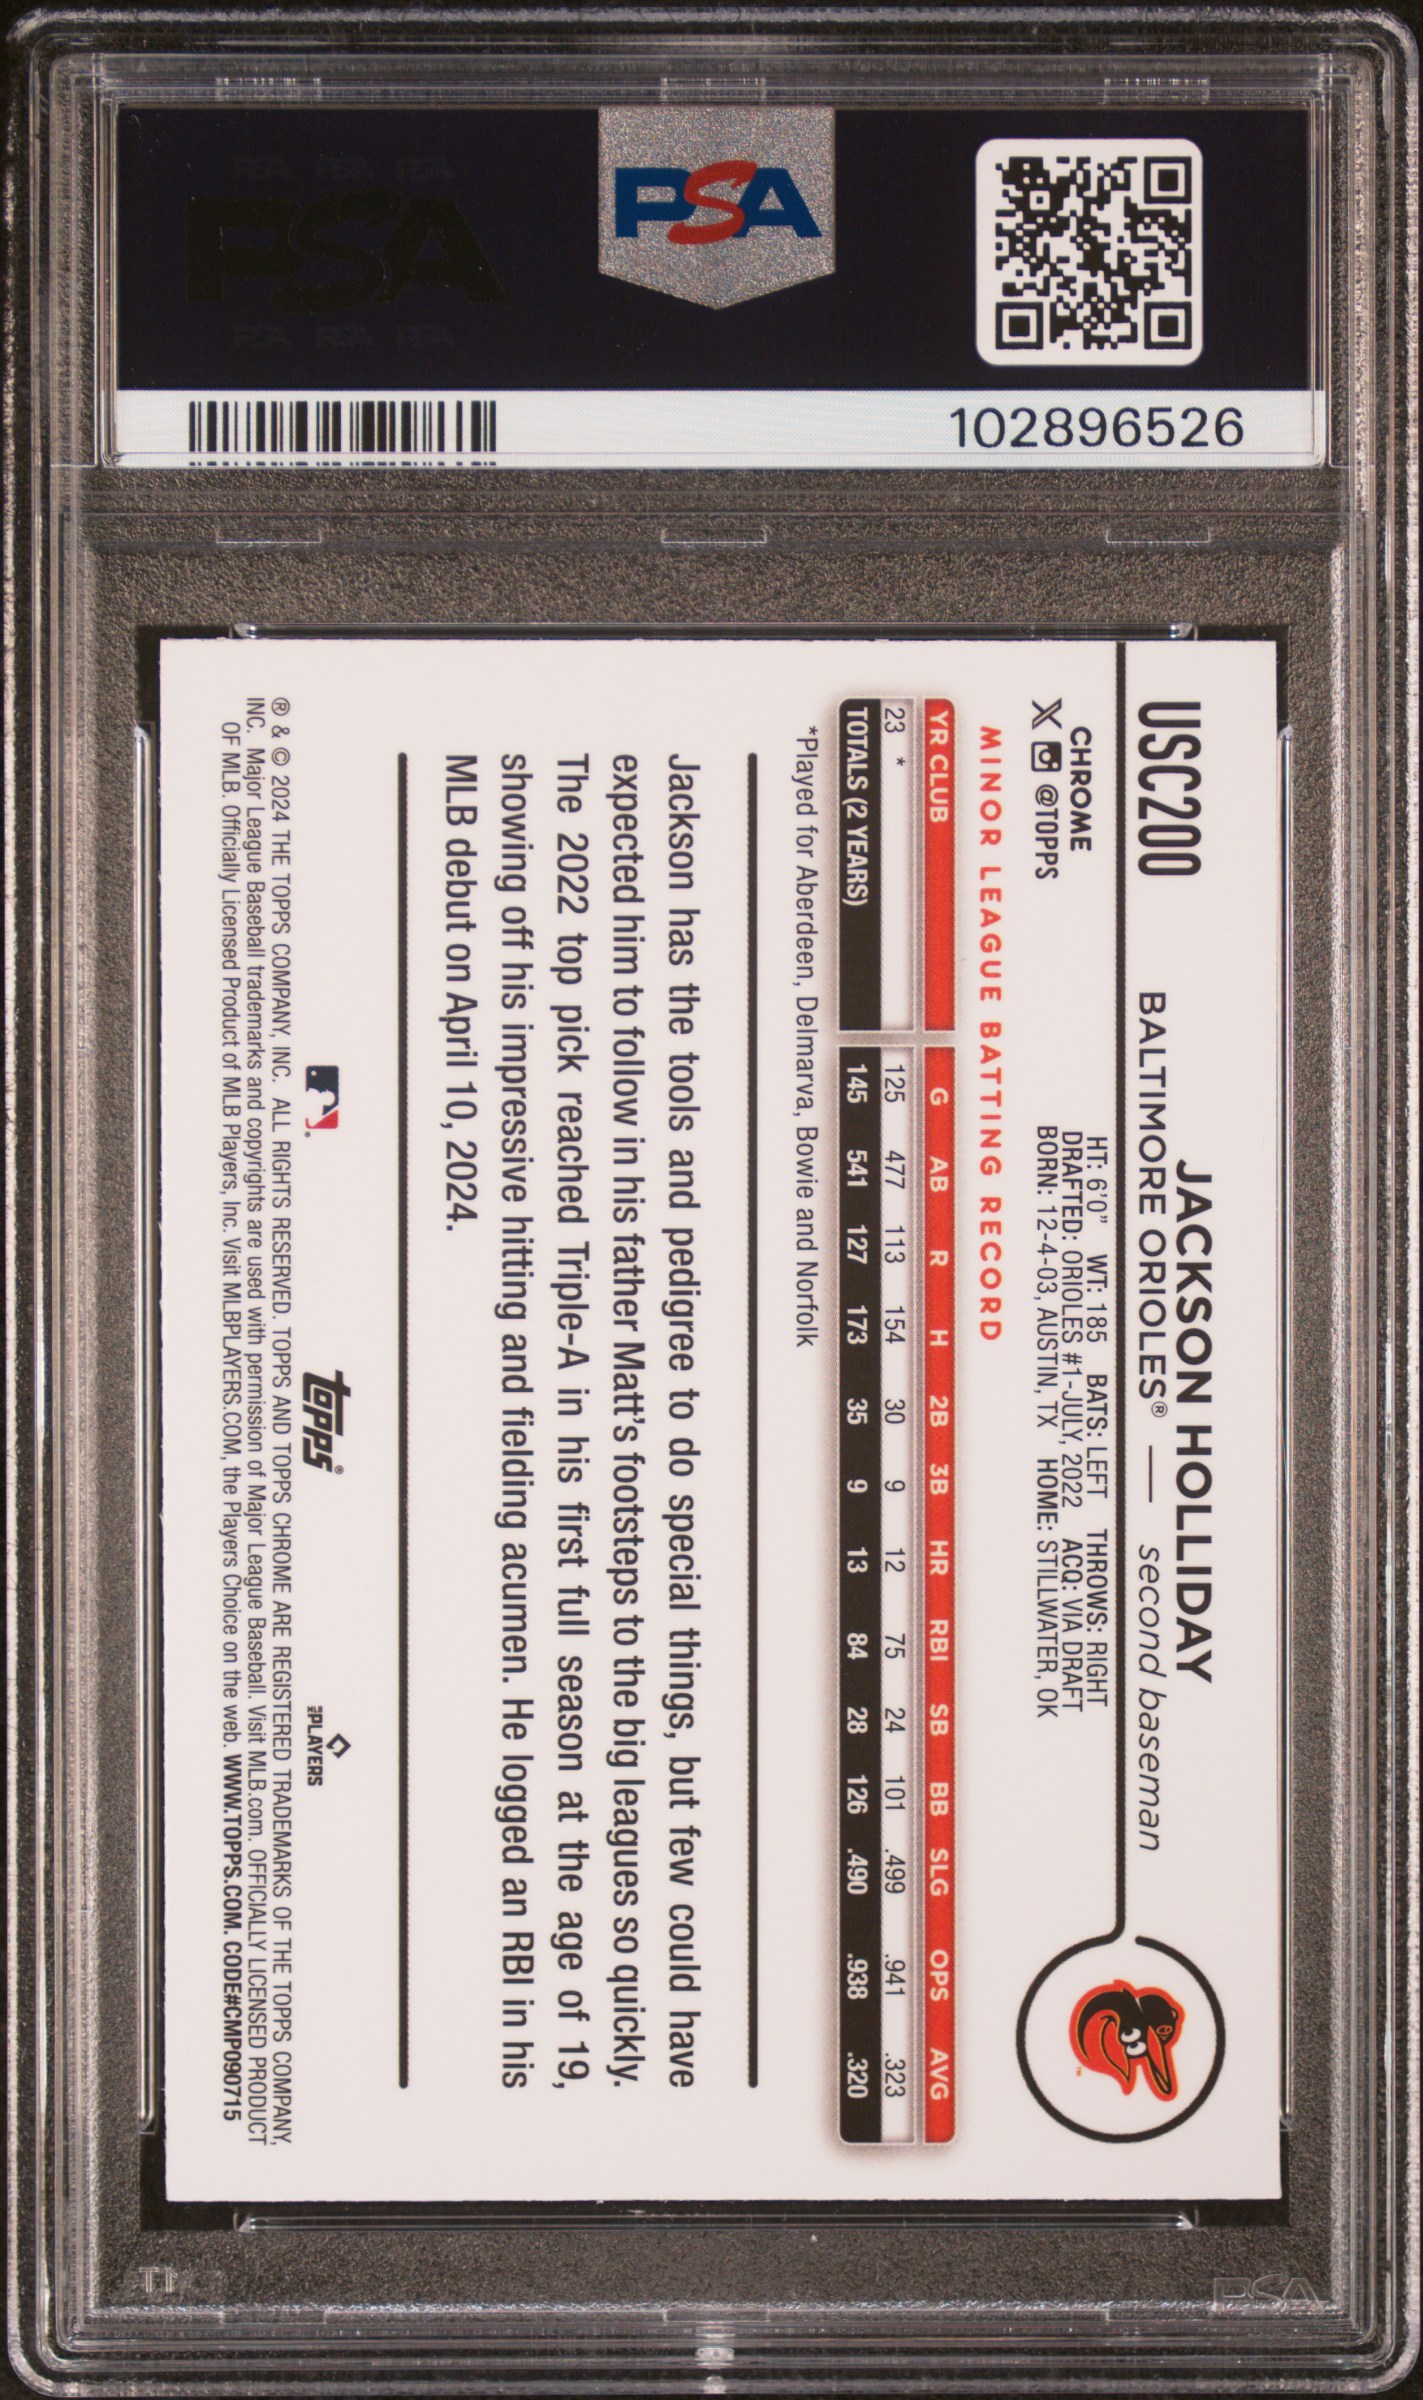 PSA
102896526
USC200
JACKSON HOLLIDAY
BALTIMORE ORIOLES® — second baseman
CHROME
X @TOPPS
HT: 6'0" WT: 185 BATS: LEFT THROWS: RIGHT
DRAFTED: ORIOLES #1-JULY, 2022 ACQ: VIA DRAFT
BORN: 12-4-03, AUSTIN, TX HOME: STILLWATER, OK
MINOR LEAGUE BATTING RECORD
YR CLUB G AB R H 2B 3B HR RBI SB BB SLG OPS AVG
23 * 125 477 113 154 30 9 12 75 24 101 .499 .941 .323
TOTALS (2 YEARS) 145 541 127 173 35 9 13 84 28 126 .490 .938 .320
*Played for Aberdeen, Delmarva, Bowie and Norfolk
Jackson has the tools and pedigree to do special things, but few could have
expected him to follow in his father Matt's footsteps to the big leagues so quickly.
The 2022 top pick reached Triple-A in his first full season at the age of 19,
showing off his impressive hitting and fielding acumen. He logged an RBI in his
MLB debut on April 10, 2024.
topps®
PLAYERS
® & © 2024 THE TOPPS COMPANY, INC. ALL RIGHTS RESERVED. TOPPS AND TOPPS CHROME ARE REGISTERED TRADEMARKS OF THE TOPPS COMPANY,
INC. Major League Baseball trademarks and copyrights are used with permission of Major League Baseball. Visit MLB.com. OFFICIALLY LICENSED PRODUCT
OF MLB. Officially Licensed Product of MLB Players, Inc. Visit MLBPLAYERS.COM, the Players Choice on the web. WWW.TOPPS.COM. CODE#CMP090715
PSA